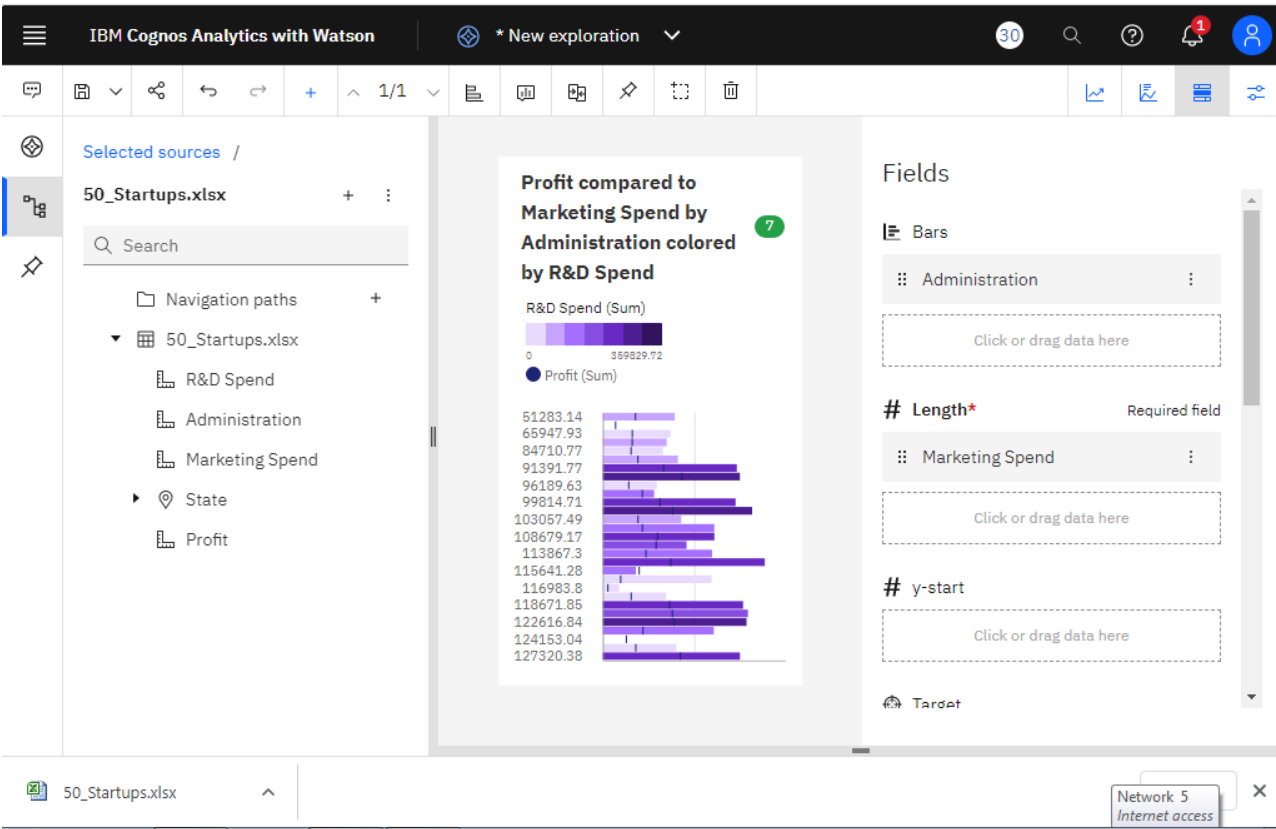 IBM Cognos Analytics with Watson
* New exploration
30
1
1/1
Selected sources /
50_Startups.xlsx
Search
Navigation paths
50_Startups.xlsx
R&D Spend
Administration
Marketing Spend
State
Profit
Profit compared to
Marketing Spend by
Administration colored
by R&D Spend
7
R&D Spend (Sum)
0 359829.72
Profit (Sum)
51283.14
65947.93
84710.77
91391.77
96189.63
99814.71
103057.49
108679.17
113867.3
115641.28
116983.8
118671.85
122616.84
124153.04
127320.38
Fields
Bars
Administration
Click or drag data here
# Length* Required field
Marketing Spend
Click or drag data here
# y-start
Click or drag data here
Target
50_Startups.xlsx
Network 5
Internet access